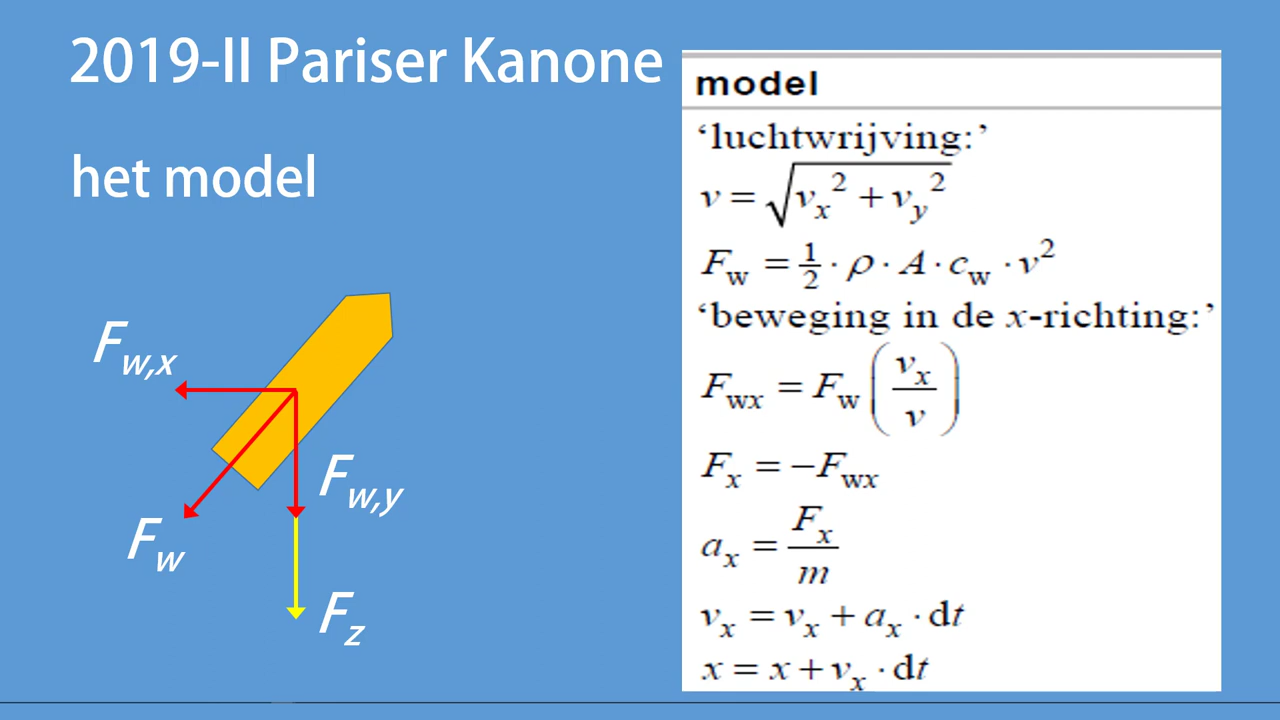 2019-II Pariser Kanone
het model
F_w,x
F_w,y
F_w
F_z
model
‘luchtwrijving:’
v = √(v_x² + v_y²)
F_w = ½ · ρ · A · c_w · v²
‘beweging in de x-richting:’
F_wx = F_w (v_x / v)
F_x = −F_wx
a_x = F_x / m
v_x = v_x + a_x · dt
x = x + v_x · dt